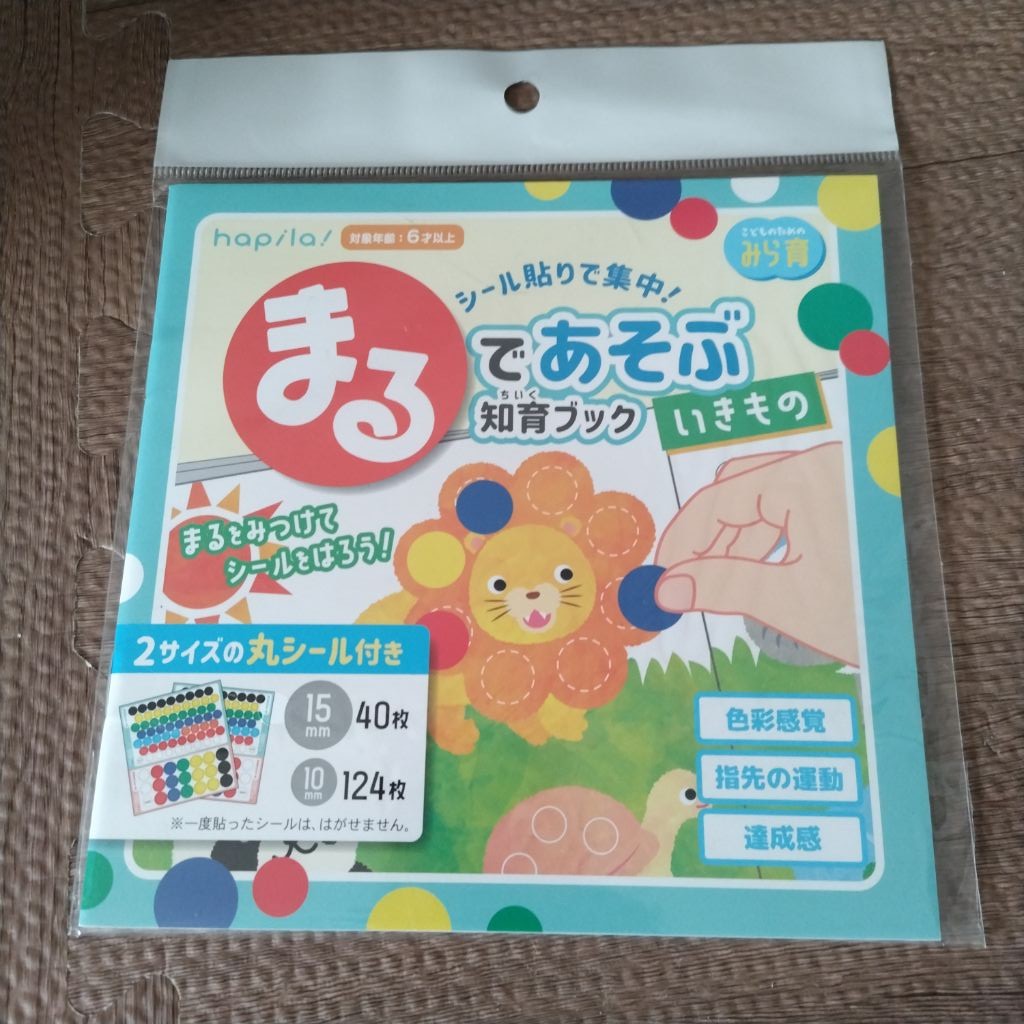 hapila!
対象年齢：6才以上
こどものための
みら育
シール貼りで集中！
まるであそぶ
ちいく
知育ブック
いきもの
まるをみつけて
シールをはろう！
2サイズの丸シール付き
15mm 40枚
10mm 124枚
※一度貼ったシールは、はがせません。
色彩感覚
指先の運動
達成感